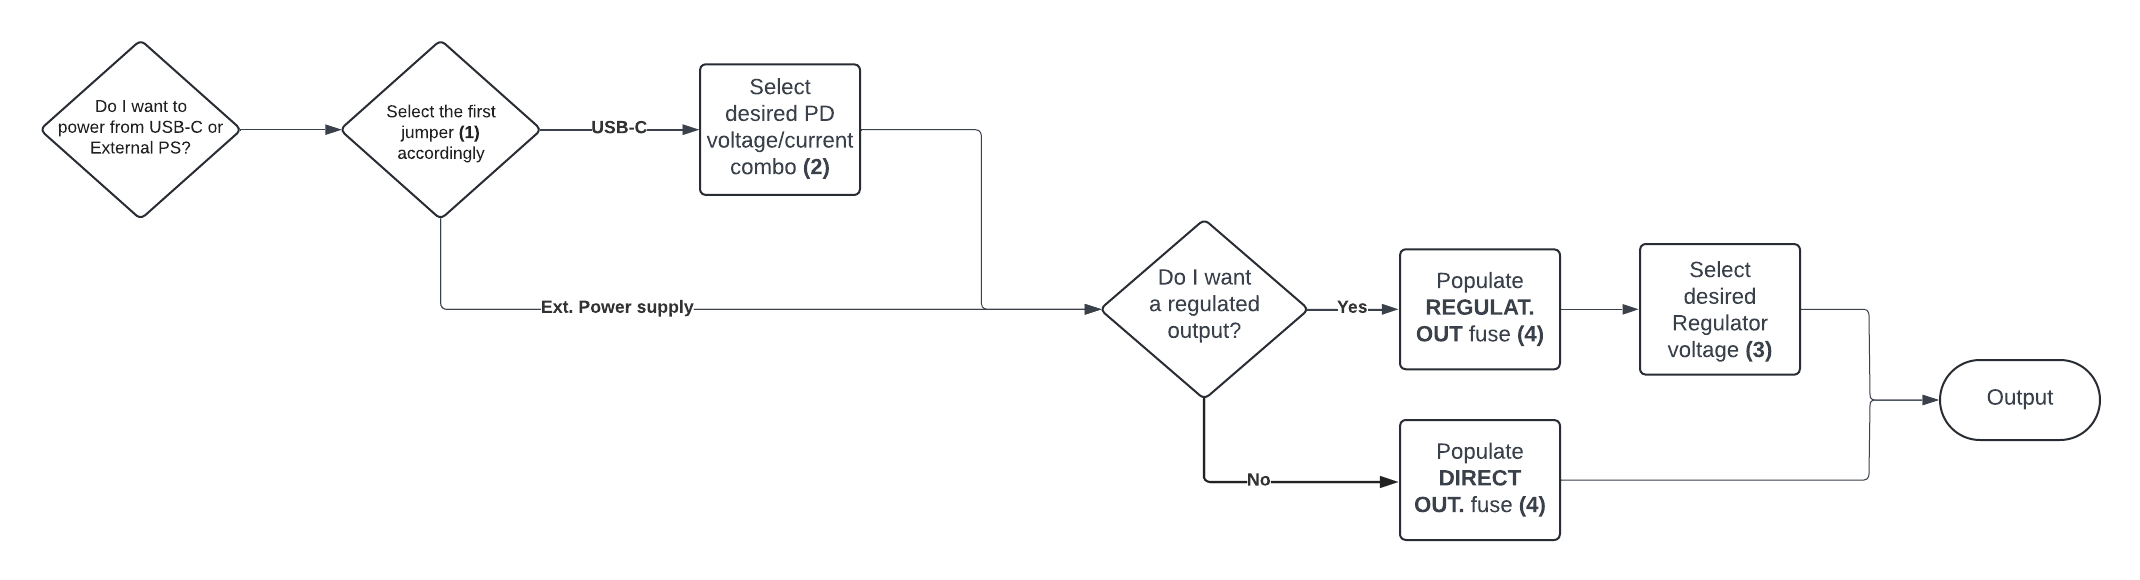 Do I want to
power from USB-C or
External PS?
Select the first
jumper (1)
accordingly
USB-C
Select
desired PD
voltage/current
combo (2)
Ext. Power supply
Do I want
a regulated
output?
Yes
Populate
REGULAT.
OUT fuse (4)
Select
desired
Regulator
voltage (3)
No
Populate
DIRECT
OUT. fuse (4)
Output